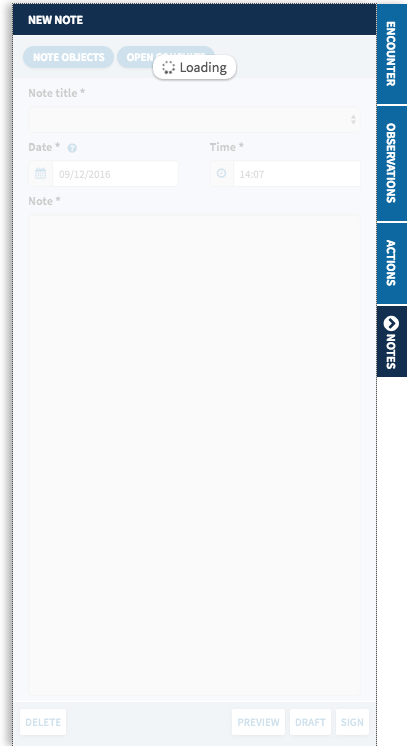 NEW NOTE
NOTE OBJECTS
OPEN CONSULTS
Loading
Note title *
Date *
Time *
09/12/2016
14:07
Note *
DELETE
PREVIEW
DRAFT
SIGN
ENCOUNTER
OBSERVATIONS
ACTIONS
NOTES